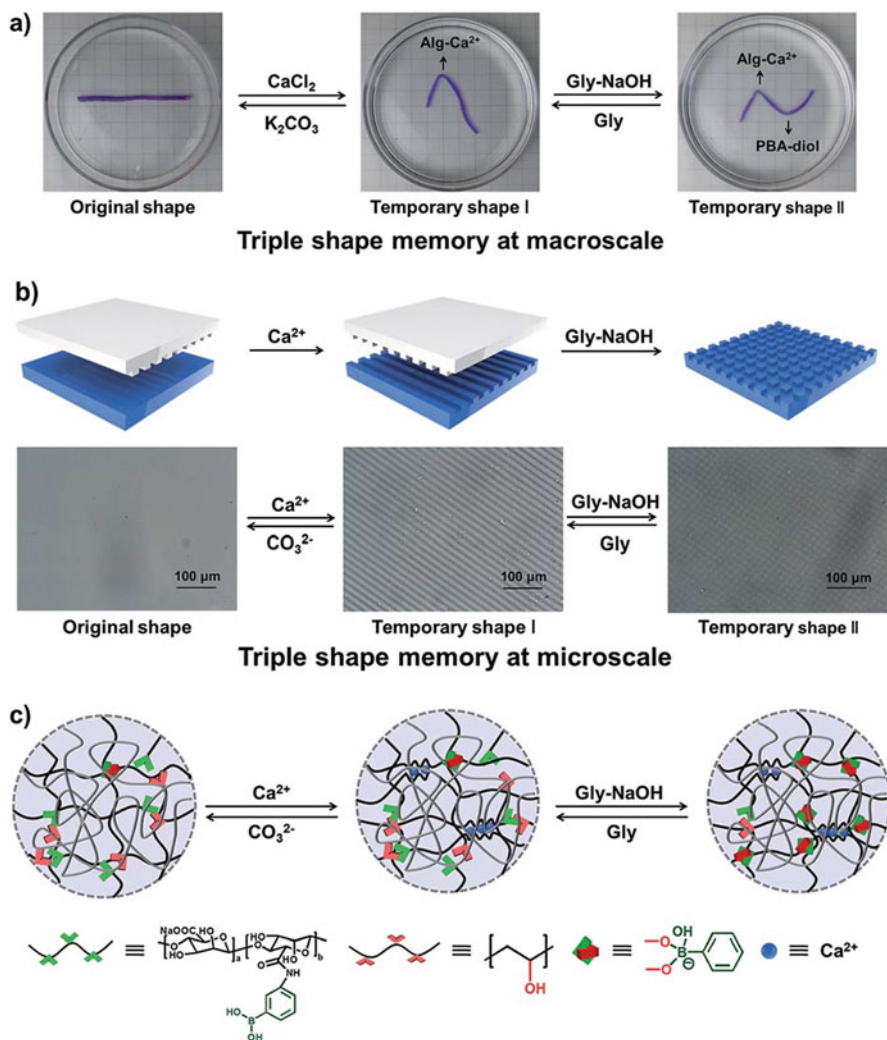 a)
Alg-Ca²⁺
CaCl₂
K₂CO₃
Gly-NaOH
Gly
Alg-Ca²⁺
PBA-diol
Original shape
Temporary shape Ⅰ
Temporary shape Ⅱ
Triple shape memory at macroscale
b)
Ca²⁺
Gly-NaOH
Ca²⁺
CO₃²⁻
Gly-NaOH
Gly
100 μm
100 μm
100 μm
Original shape
Temporary shape Ⅰ
Temporary shape Ⅱ
Triple shape memory at microscale
c)
Ca²⁺
CO₃²⁻
Gly-NaOH
Gly
NaOOC
HO
O
O
HO
a
HO
O
HO
O
b
O
NH
HO
B
OH
OH
OH
O
B
O
⊖
Ca²⁺